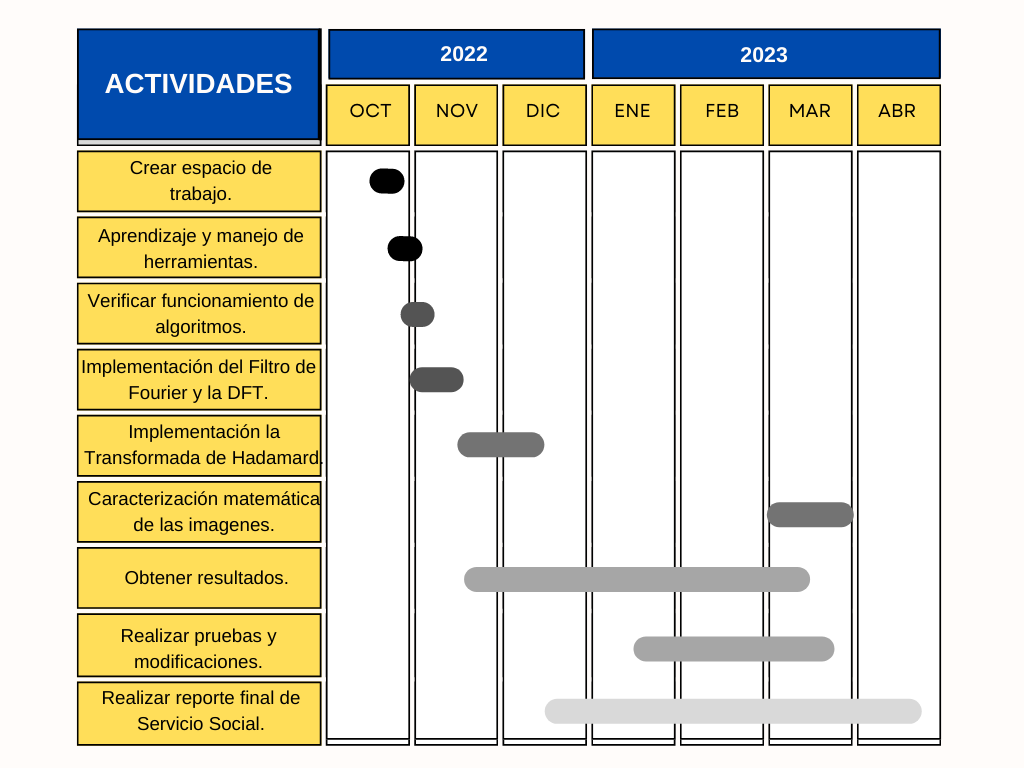 ACTIVIDADES
2022
2023
OCT
NOV
DIC
ENE
FEB
MAR
ABR
Crear espacio de
trabajo.
Aprendizaje y manejo de
herramientas.
Verificar funcionamiento de
algoritmos.
Implementación del Filtro de
Fourier y la DFT.
Implementación la
Transformada de Hadamard.
Caracterización matemática
de las imagenes.
Obtener resultados.
Realizar pruebas y
modificaciones.
Realizar reporte final de
Servicio Social.